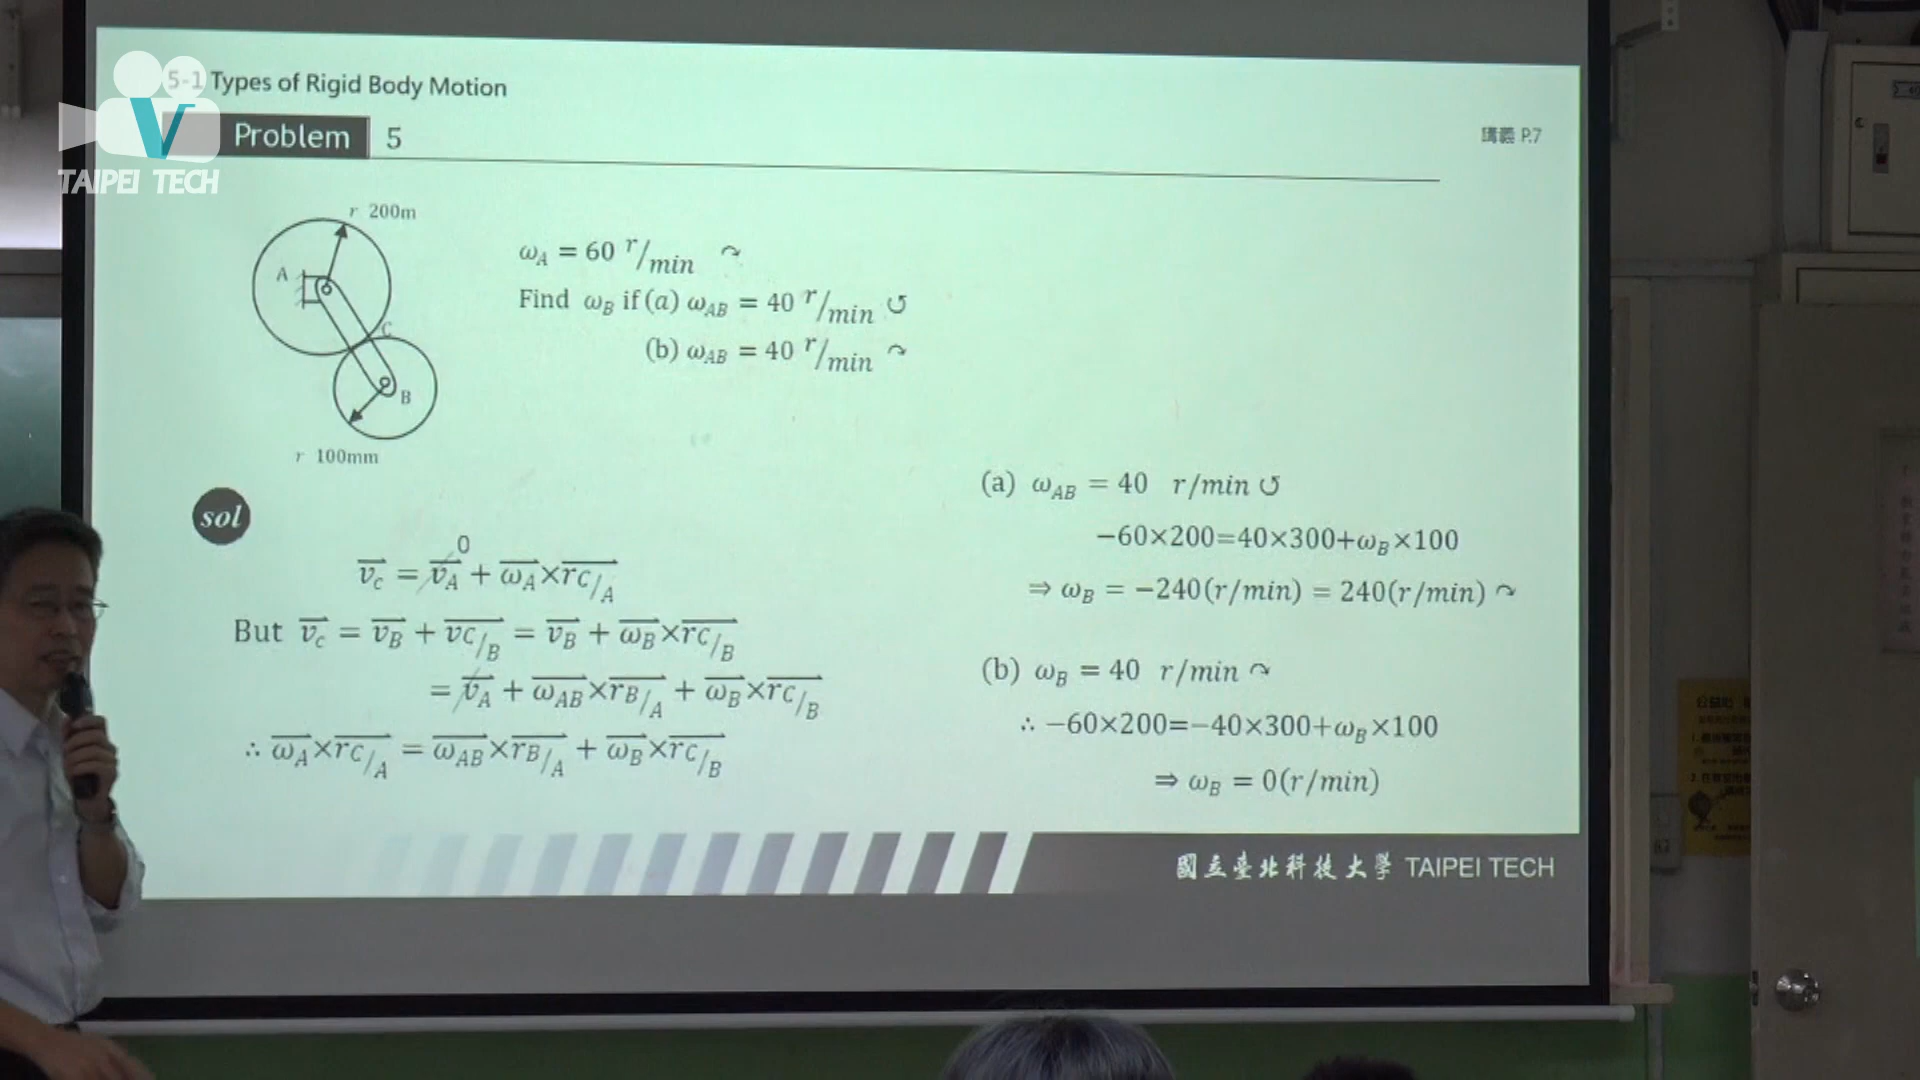 5-1 Types of Rigid Body Motion
TAIPEI TECH
Problem 5
講義 P.7
r 200m
A
C
B
r 100mm
ω_A = 60 r/min ↷
Find ω_B if (a) ω_AB = 40 r/min ↺
(b) ω_AB = 40 r/min ↷
sol
0
v_c = v_A + ω_A×r_C/A
But v_c = v_B + v_C/B = v_B + ω_B×r_C/B
= v_A + ω_AB×r_B/A + ω_B×r_C/B
∴ ω_A×r_C/A = ω_AB×r_B/A + ω_B×r_C/B
(a) ω_AB = 40 r/min ↺
−60×200=40×300+ω_B×100
⇒ ω_B = −240(r/min) = 240(r/min) ↷
(b) ω_B = 40 r/min ↷
∴ −60×200=−40×300+ω_B×100
⇒ ω_B = 0(r/min)
國立臺北科技大學 TAIPEI TECH